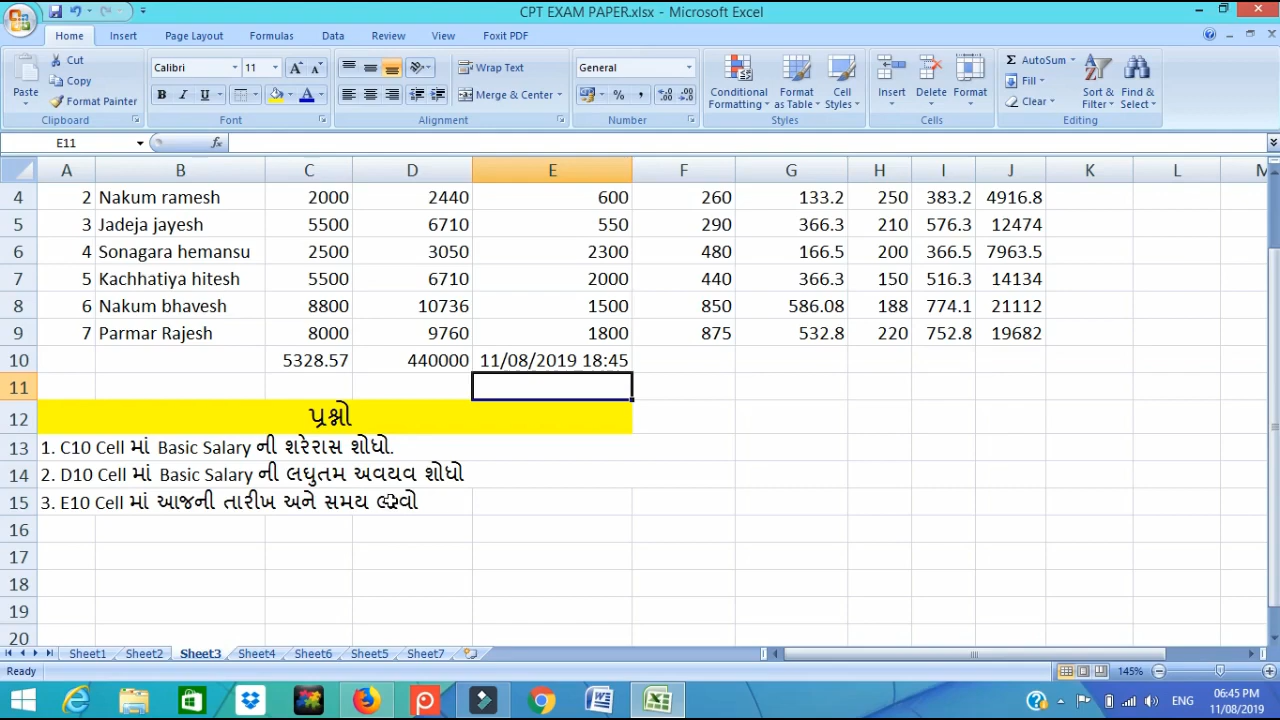 CPT EXAM PAPER.xlsx - Microsoft Excel
Home Insert Page Layout Formulas Data Review View Foxit PDF
Paste Cut Copy Format Painter Clipboard
Calibri 11 B I U Font
Wrap Text Merge & Center Alignment
General % , Number
Conditional Formatting Format as Table Cell Styles Styles
Insert Delete Format Cells
AutoSum Fill Clear Sort & Filter Find & Select Editing
E11 fx
A B C D E F G H I J K L M
4 2 Nakum ramesh 2000 2440 600 260 133.2 250 383.2 4916.8
5 3 Jadeja jayesh 5500 6710 550 290 366.3 210 576.3 12474
6 4 Sonagara hemansu 2500 3050 2300 480 166.5 200 366.5 7963.5
7 5 Kachhatiya hitesh 5500 6710 2000 440 366.3 150 516.3 14134
8 6 Nakum bhavesh 8800 10736 1500 850 586.08 188 774.1 21112
9 7 Parmar Rajesh 8000 9760 1800 875 532.8 220 752.8 19682
10 5328.57 440000 11/08/2019 18:45
11
12 પ્રશ્નો
13 1. C10 Cell માં Basic Salary ની શરેરાસ શોધો.
14 2. D10 Cell માં Basic Salary ની લઘુતમ અવયવ શોધો
15 3. E10 Cell માં આજની તારીખ અને સમય
16
17
18
19
20
Sheet1 Sheet2 Sheet3 Sheet4 Sheet5 Sheet6 Sheet7
Ready 145%
ENG 06:45 PM
11/08/2019